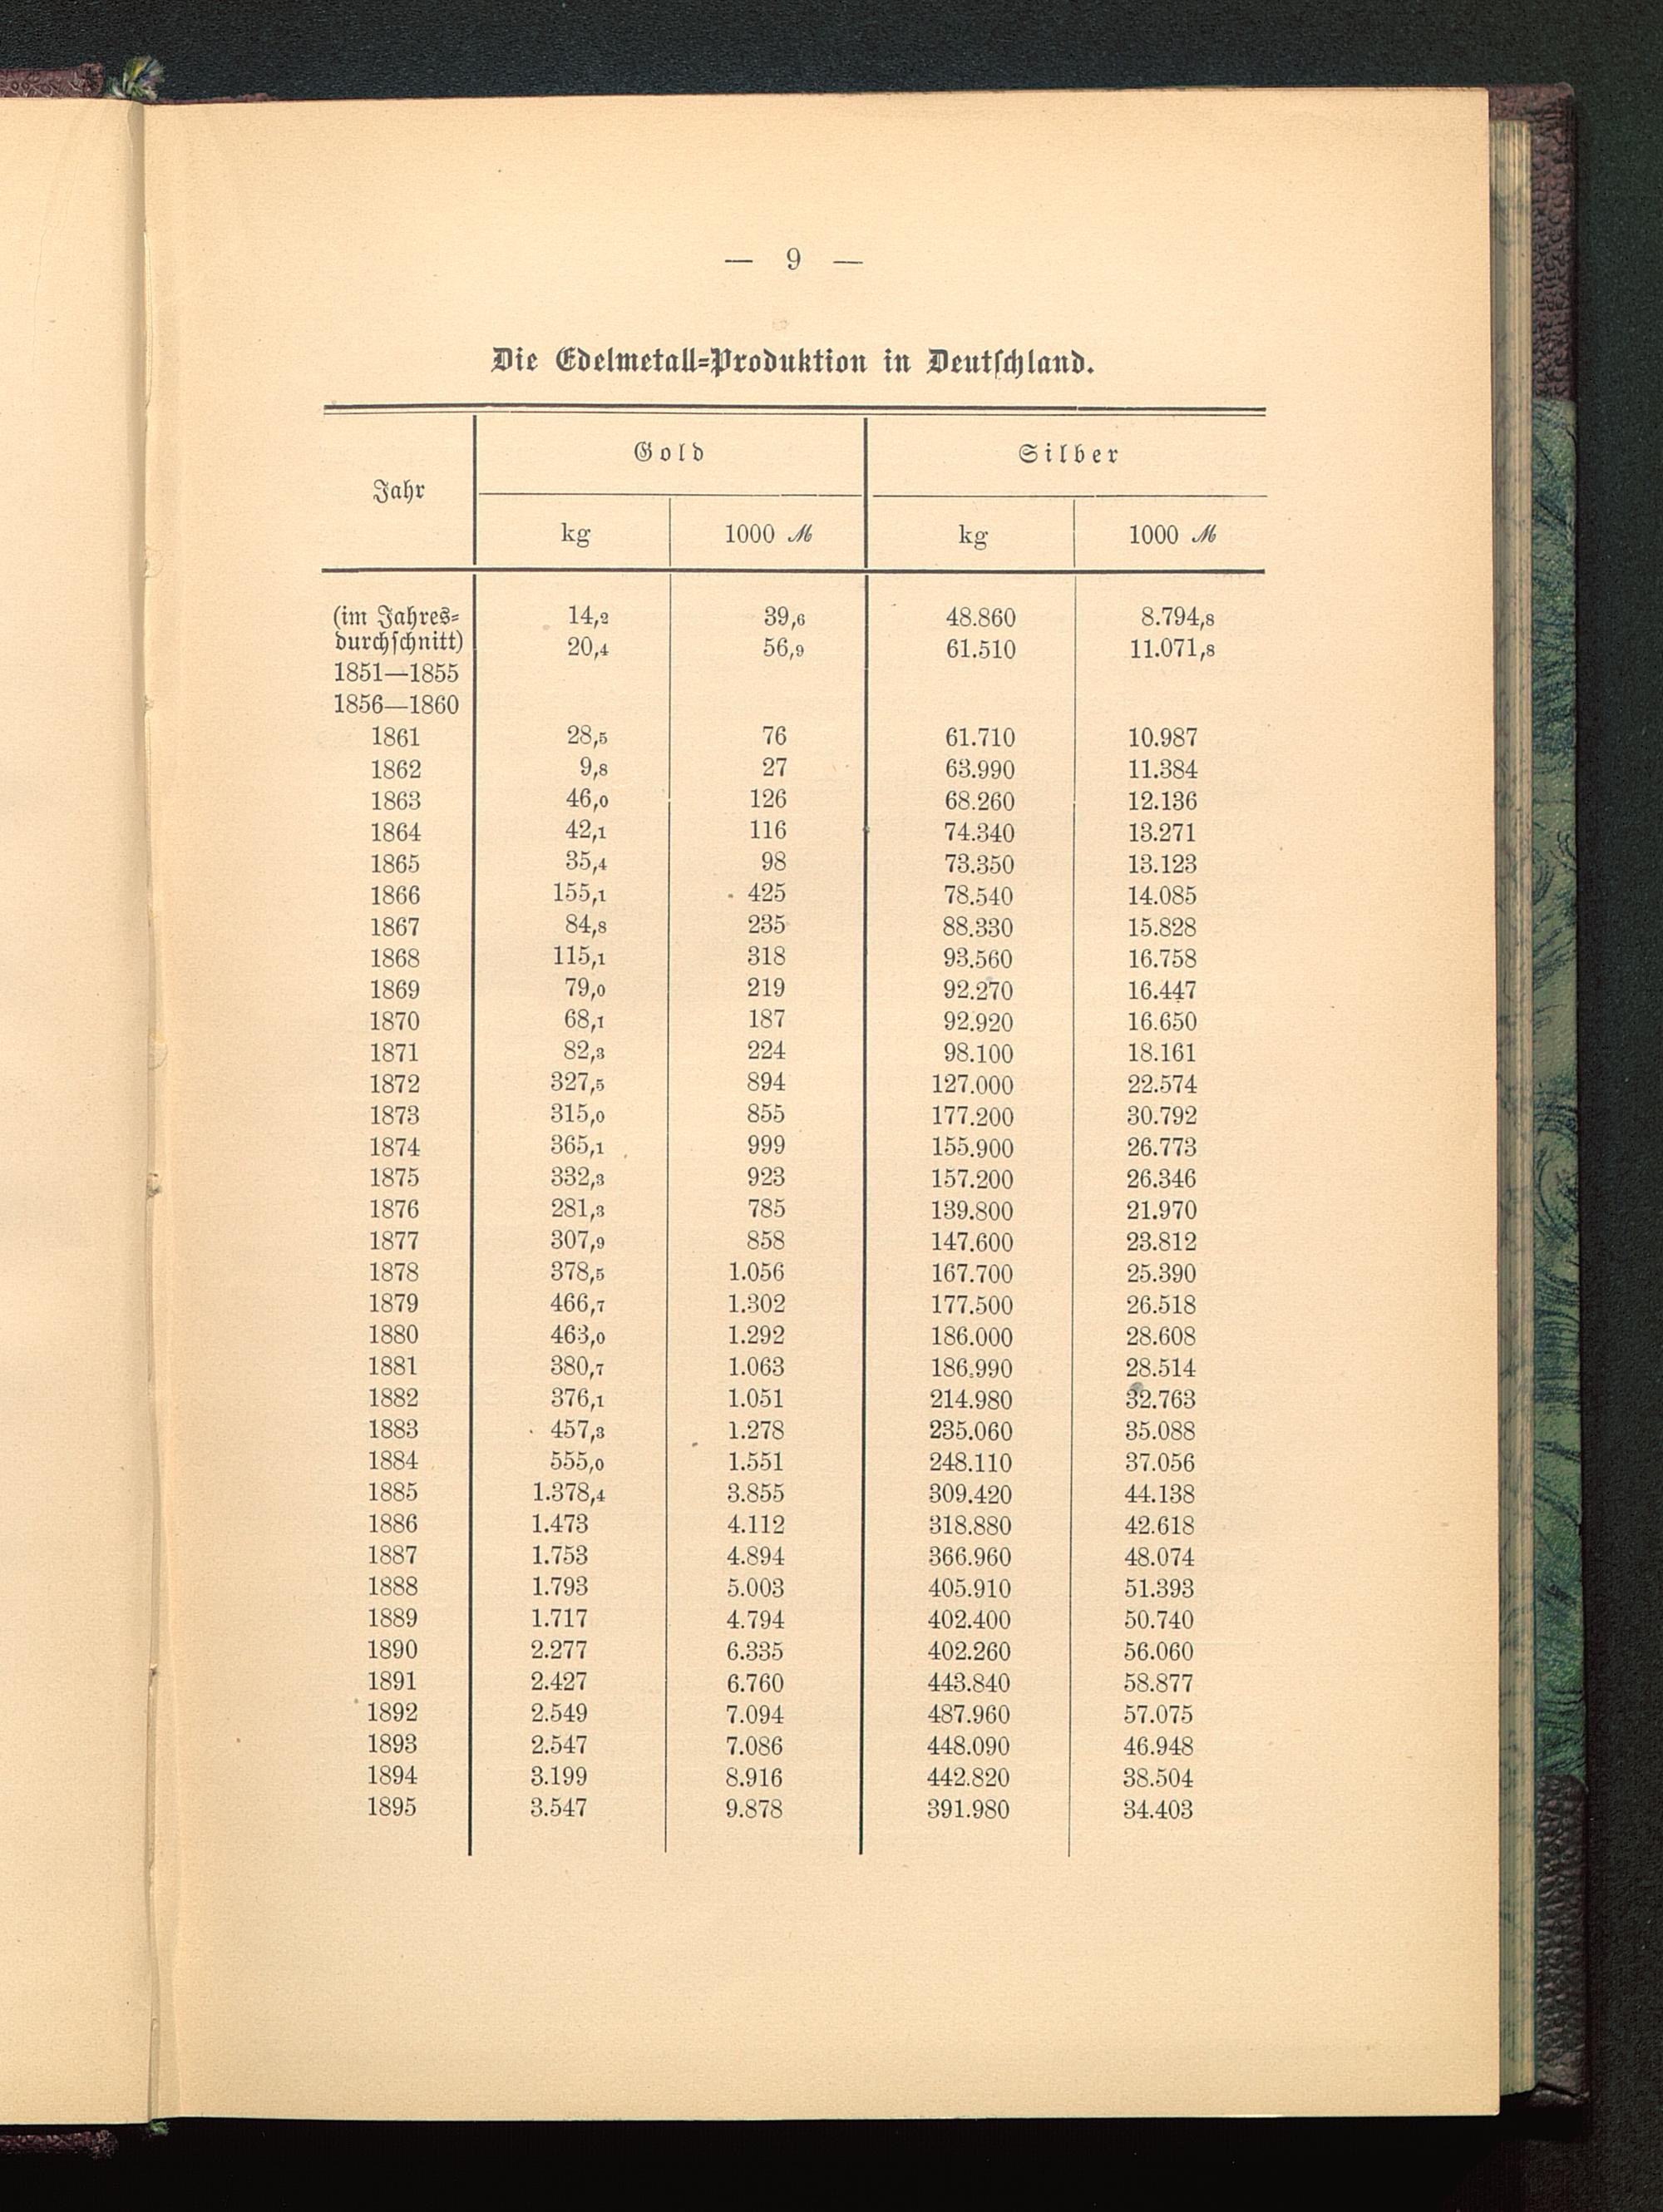 — 9 —
Die Edelmetall=Produktion in Deutſchland.
Jahr Gold Silber
kg 1000 ℳ kg 1000 ℳ
(im Jahres= 14,2 39,6 48.860 8.794,8
durchſchnitt) 20,4 56,9 61.510 11.071,8
1851—1855
1856—1860
1861 28,5 76 61.710 10.987
1862 9,8 27 63.990 11.384
1863 46,0 126 68.260 12.136
1864 42,1 116 74.340 13.271
1865 35,4 98 73.350 13.123
1866 155,1 425 78.540 14.085
1867 84,8 235 88.330 15.828
1868 115,1 318 93.560 16.758
1869 79,0 219 92.270 16.447
1870 68,1 187 92.920 16.650
1871 82,3 224 98.100 18.161
1872 327,5 894 127.000 22.574
1873 315,0 855 177.200 30.792
1874 365,1 999 155.900 26.773
1875 332,3 923 157.200 26.346
1876 281,3 785 139.800 21.970
1877 307,9 858 147.600 23.812
1878 378,5 1.056 167.700 25.390
1879 466,7 1.302 177.500 26.518
1880 463,0 1.292 186.000 28.608
1881 380,7 1.063 186.990 28.514
1882 376,1 1.051 214.980 32.763
1883 457,3 1.278 235.060 35.088
1884 555,0 1.551 248.110 37.056
1885 1.378,4 3.855 309.420 44.138
1886 1.473 4.112 318.880 42.618
1887 1.753 4.894 366.960 48.074
1888 1.793 5.003 405.910 51.393
1889 1.717 4.794 402.400 50.740
1890 2.277 6.335 402.260 56.060
1891 2.427 6.760 443.840 58.877
1892 2.549 7.094 487.960 57.075
1893 2.547 7.086 448.090 46.948
1894 3.199 8.916 442.820 38.504
1895 3.547 9.878 391.980 34.403